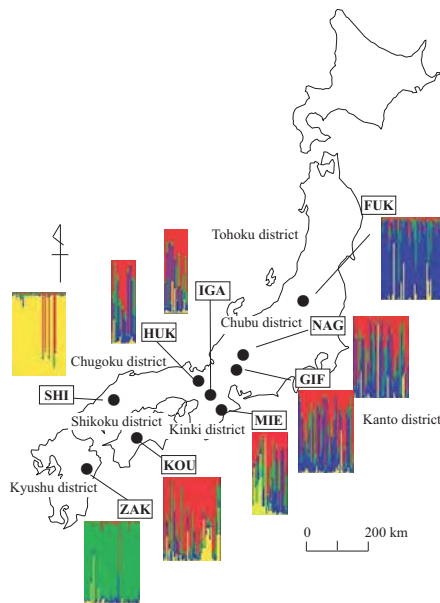 FUK
Tohoku district
IGA
Chubu district
NAG
HUK
Chugoku district
GIF
SHI
Shikoku district
MIE
Kanto district
Kinki district
KOU
Kyushu district
ZAK
0 200 km